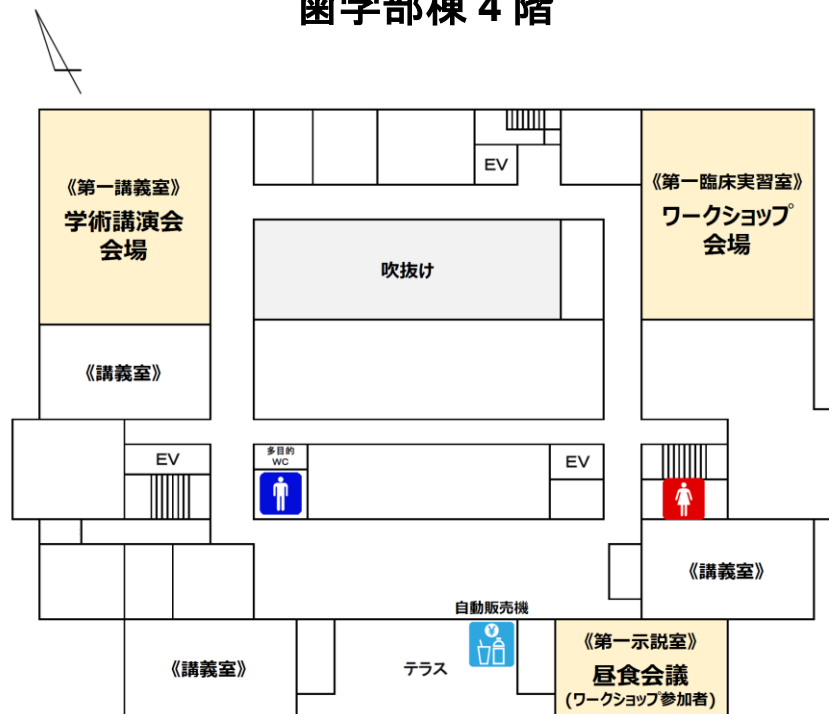 歯学部棟4階
EV
《第一講義室》
学術講演会
会場
《第一臨床実習室》
ワークショップ
会場
吹抜け
《講義室》
EV
多目的
WC
EV
《講義室》
自動販売機
¥
《講義室》
テラス
《第一示説室》
昼食会議
(ワークショップ参加者)